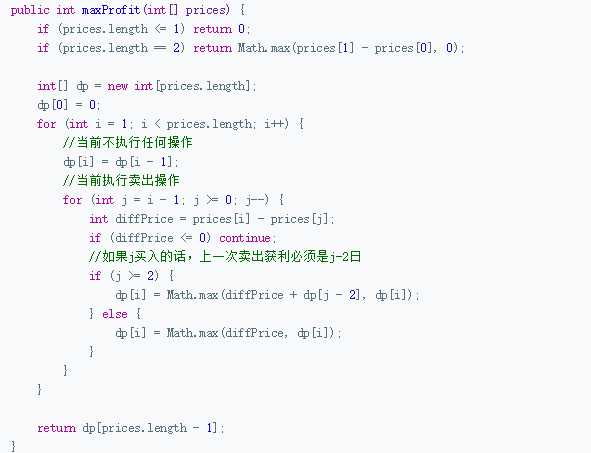 public int maxProfit(int[] prices) {
    if (prices.length <= 1) return 0;
    if (prices.length == 2) return Math.max(prices[1] - prices[0], 0);

    int[] dp = new int[prices.length];
    dp[0] = 0;
    for (int i = 1; i < prices.length; i++) {
        //当前不执行任何操作
        dp[i] = dp[i - 1];
        //当前执行卖出操作
        for (int j = i - 1; j >= 0; j--) {
            int diffPrice = prices[i] - prices[j];
            if (diffPrice <= 0) continue;
            //如果j买入的话，上一次卖出获利必须是j-2日
            if (j >= 2) {
                dp[i] = Math.max(diffPrice + dp[j - 2], dp[i]);
            } else {
                dp[i] = Math.max(diffPrice, dp[i]);
            }
        }
    }

    return dp[prices.length - 1];
}